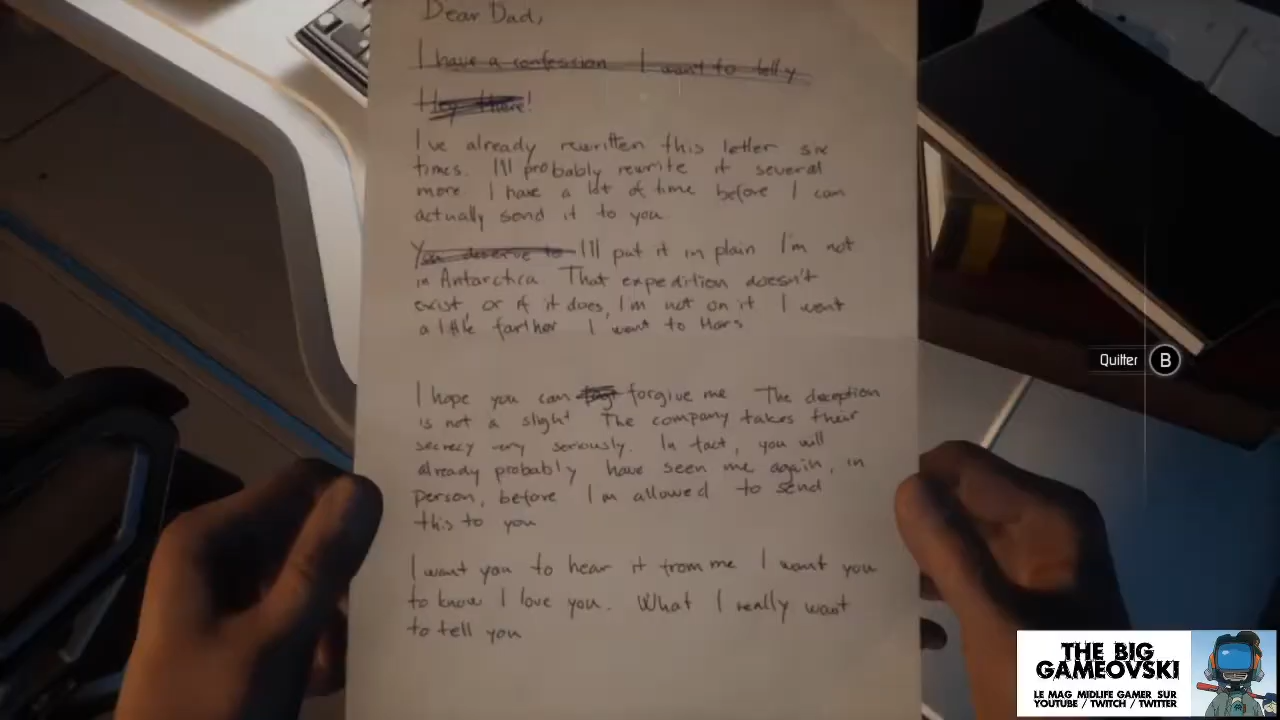 Dear Dad,
I have a confession I want to telly
Hey there!
I've already rewritten this letter six
times. I'll probably rewrite it several
more I have a lot of time before I can
actually send it to you.
You deserve to I'll put it in plain I'm not
in Antarctica That expedition doesn't
exist, or if it does, I'm not on it I went
a little farther I went to Mars
Quitter B
I hope you can forgive me The deception
is not a slight The company takes their
secrecy very seriously. In fact, you will
already probably have seen me again, in
person, before I'm allowed to send
this to you
I want you to hear it from me I want you
to know I love you. What I really want
to tell you
THE BIG
GAMEOVSKI
LE MAG MIDLIFE GAMER SUR
YOUTUBE / TWITCH / TWITTER